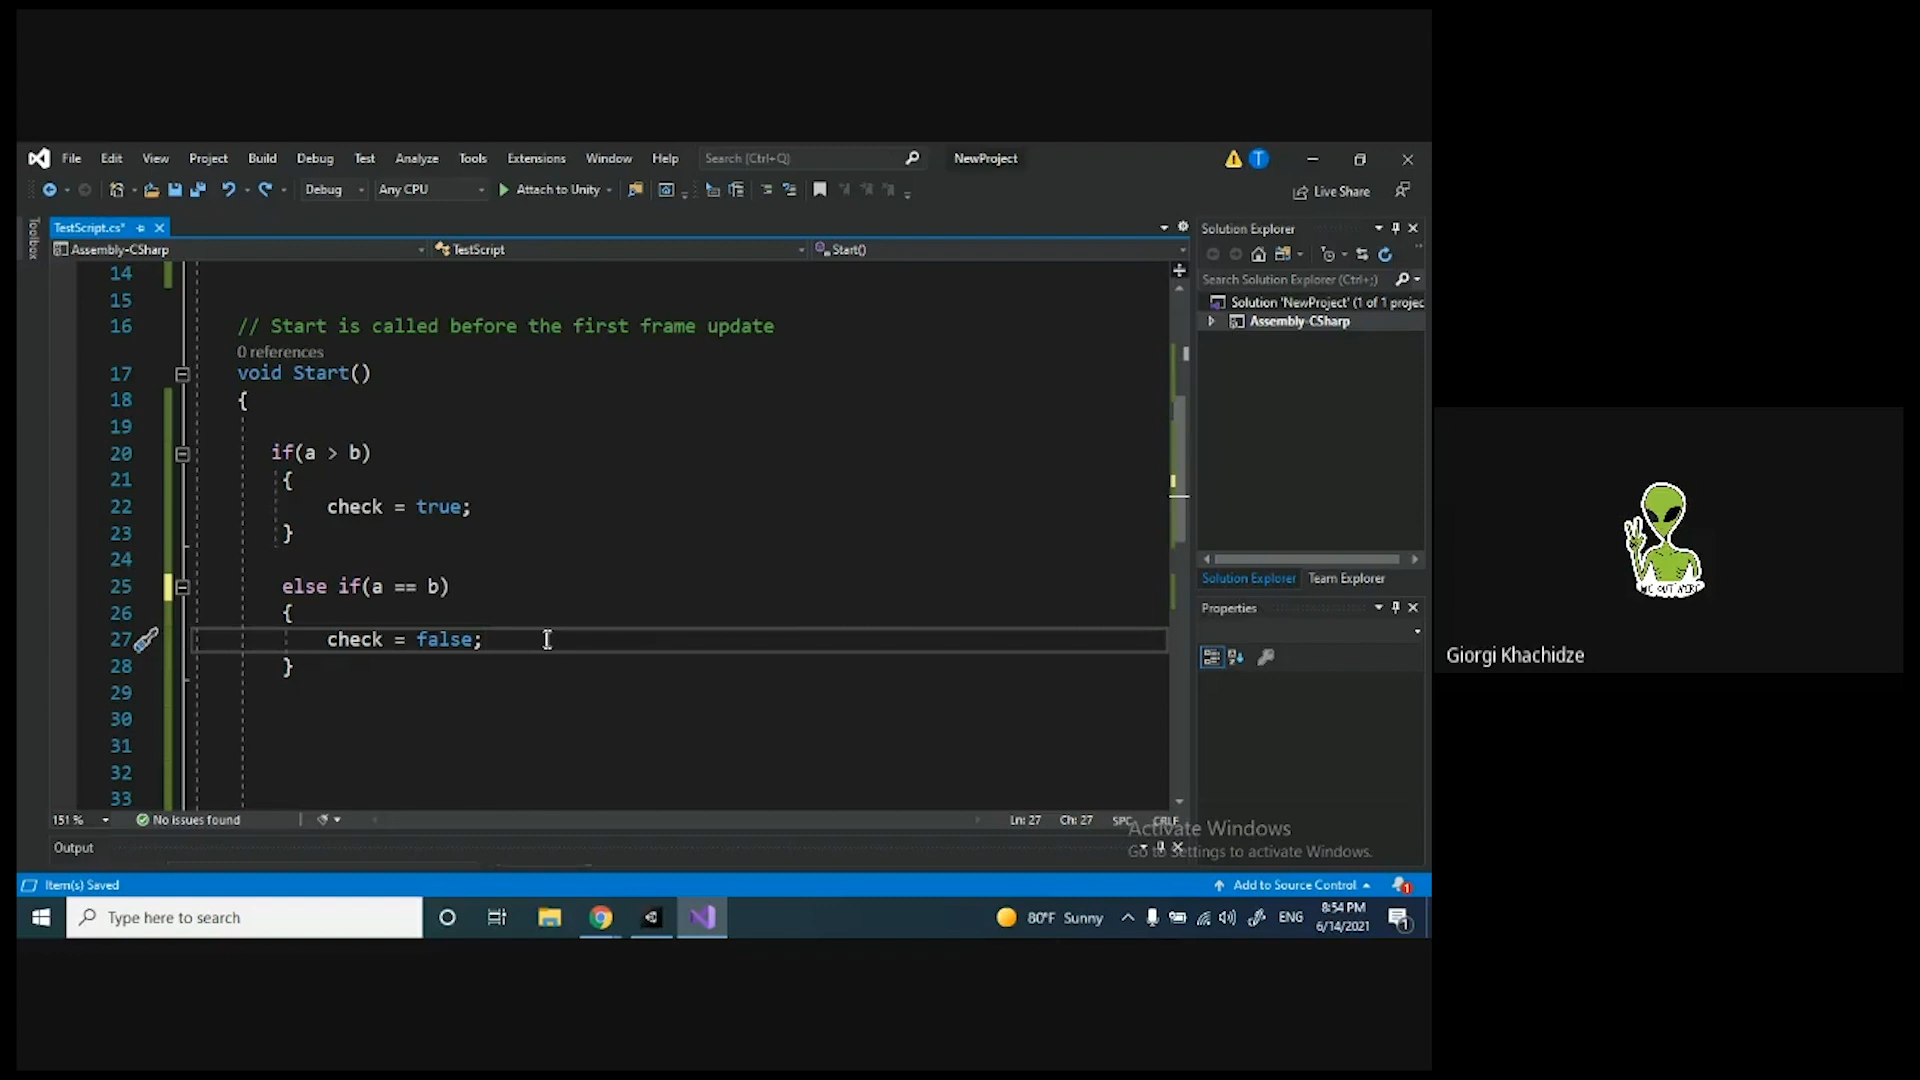 File Edit View Project Build Debug Test Analyze Tools Extensions Window Help Search (Ctrl+Q) NewProject T
Debug Any CPU Attach to Unity Live Share
Toolbox
TestScript.cs*
Assembly-CSharp TestScript Start()
14
15
16 // Start is called before the first frame update
0 references
17 void Start()
18 {
19
20 if(a > b)
21 {
22 check = true;
23 }
24
25 else if(a == b)
26 {
27 check = false;
28 }
29
30
31
32
33
151 % No issues found Ln: 27 Ch: 27 SPC CRLF
Output
Solution Explorer
Search Solution Explorer (Ctrl+;)
Solution 'NewProject' (1 of 1 projec
Assembly-CSharp
Solution Explorer Team Explorer
Properties
Activate Windows
Go to Settings to activate Windows.
Item(s) Saved Add to Source Control 1
Type here to search 80°F Sunny ENG 8:54 PM
6/14/2021 1
Giorgi Khachidze